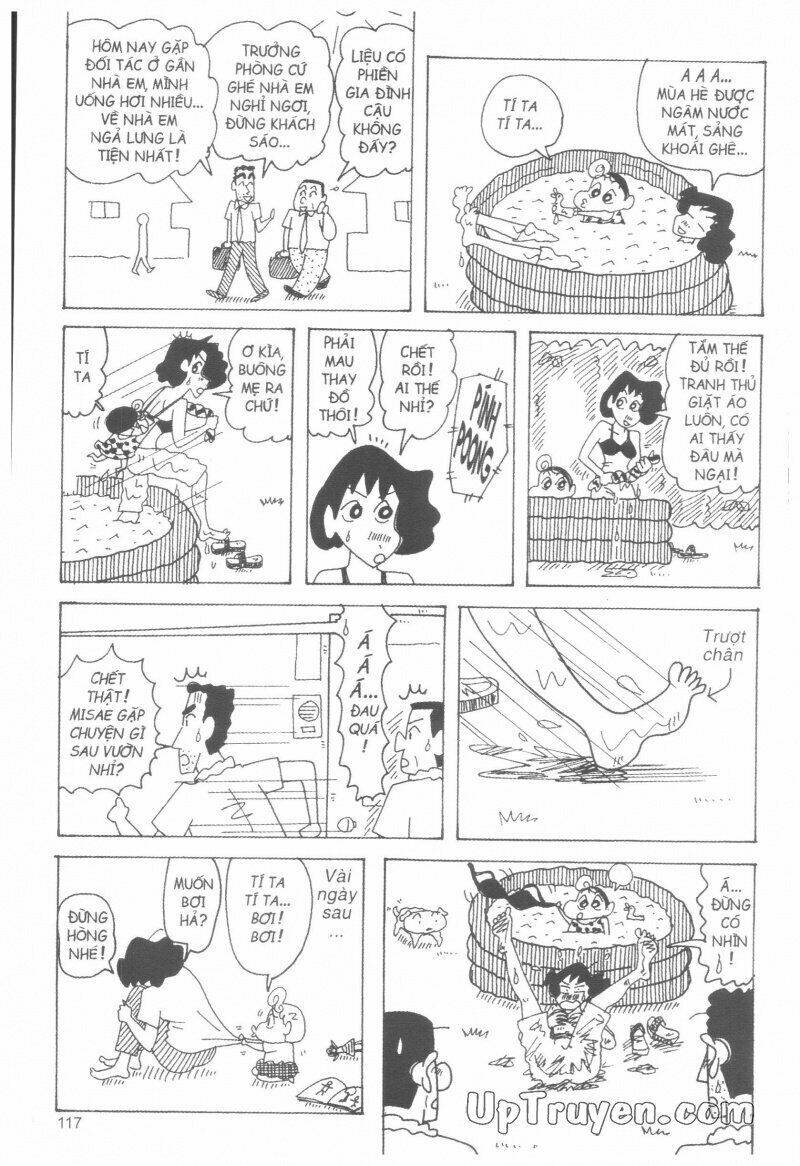 A A A...
MÙA HÈ ĐƯỢC
NGÂM NƯỚC
MÁT, SẢNG
KHOÁI GHÊ...
TÍ TA
TÍ TA...
LIỆU CÓ
PHIỀN
GIA ĐÌNH
CẬU
KHÔNG
ĐẤY?
TRƯỞNG
PHÒNG CỨ
GHÉ NHÀ EM
NGHỈ NGƠI,
ĐỪNG KHÁCH
SÁO...
HÔM NAY GẶP
ĐỐI TÁC Ở GẦN
NHÀ EM, MÌNH
UỐNG HƠI NHIỀU...
VỀ NHÀ EM
NGẢ LƯNG LÀ
TIỆN NHẤT!
TẮM THẾ
ĐỦ RỒI!
TRANH THỦ
GIẶT ÁO
LUÔN, CÓ
AI THẤY
ĐÂU MÀ
NGẠI!
PÍNH
POONG
CHẾT
RỒI!
AI THẾ
NHỈ?
PHẢI
MAU
THAY
ĐỒ
THÔI!
Ơ KÌA,
BUÔNG
MẸ RA
CHỨ!
TÍ
TA
Trượt
chân
Á
Á
Á...
ĐAU
QUÁ
!
CHẾT
THẬT!
MISAE GẶP
CHUYỆN GÌ
SAU VƯỜN
NHỈ?
Á...
ĐỪNG
CÓ
NHÌN
!
Vài
ngày
sau
...
TÍ TA
TÍ TA...
BƠI!
BƠI!
MUỐN
BƠI
HẢ?
ĐỪNG
HÒNG
NHÉ!
UpTruyen.com
117